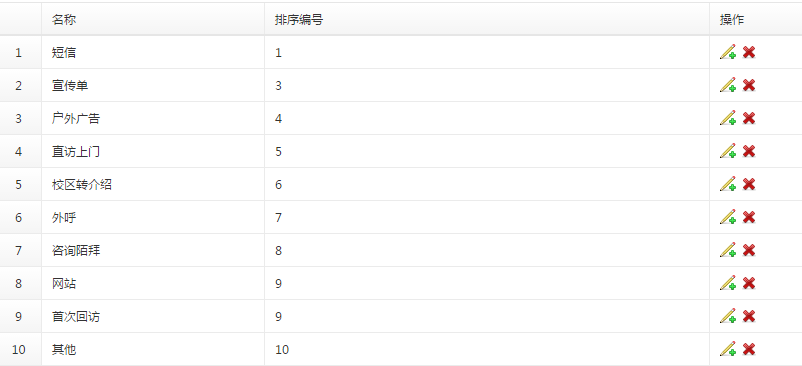 名称 排序编号 操作
1 短信 1
2 宣传单 3
3 户外广告 4
4 直访上门 5
5 校区转介绍 6
6 外呼 7
7 咨询陌拜 8
8 网站 9
9 首次回访 9
10 其他 10